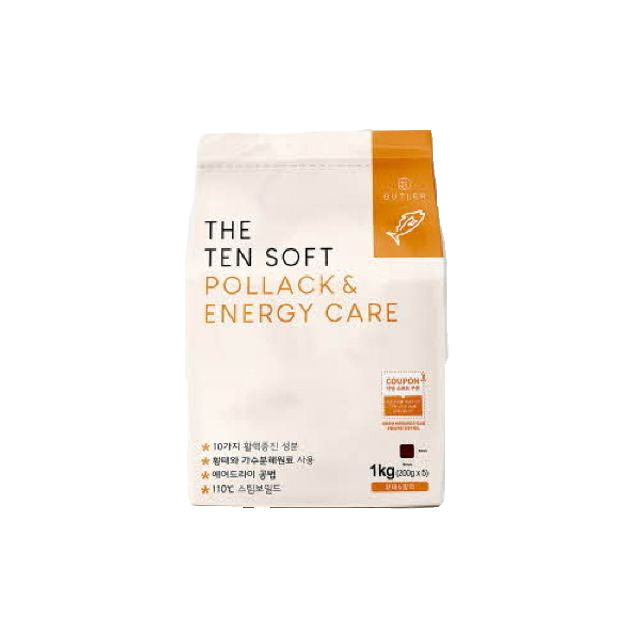 BUTLER
THE
TEN SOFT
POLLACK &
ENERGY CARE
COUPON
* 10가지 활력증진 성분
* 황태와 가수분해원료 사용
* 에어드라이 공법
* 110℃ 스팀보일드
1kg (200g x 5)